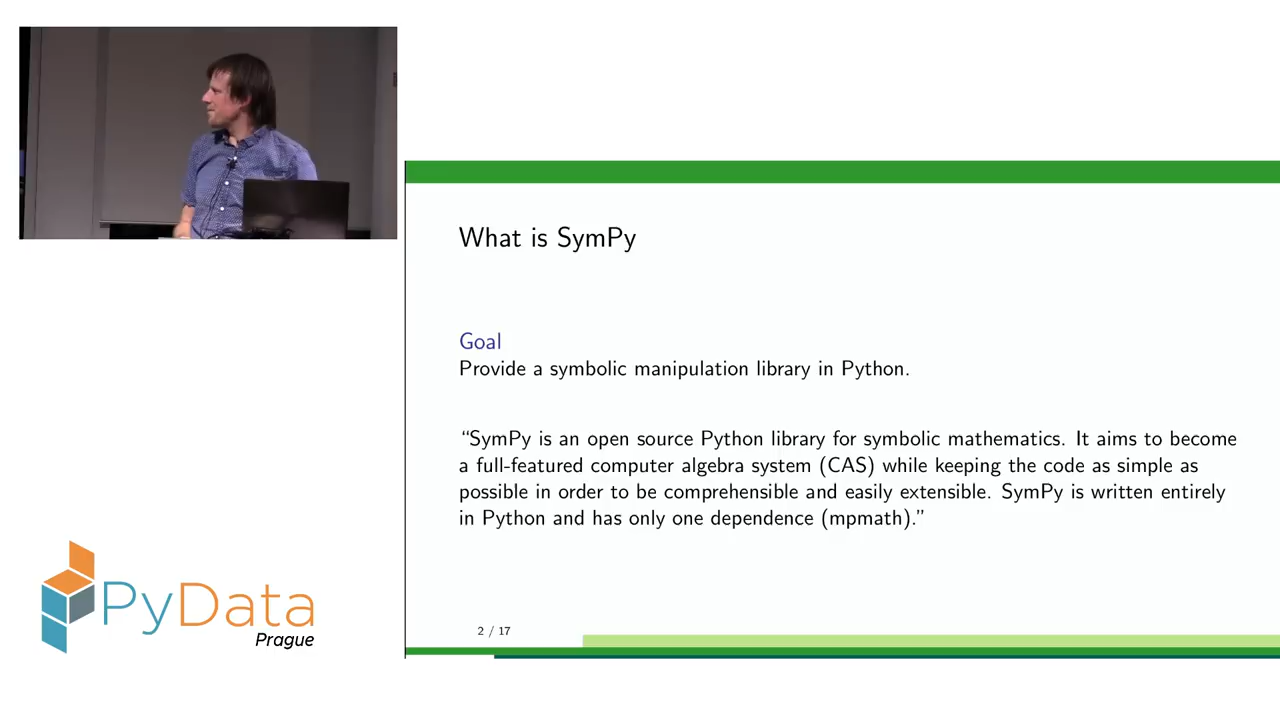 What is SymPy
Goal
Provide a symbolic manipulation library in Python.
“SymPy is an open source Python library for symbolic mathematics. It aims to become
a full-featured computer algebra system (CAS) while keeping the code as simple as
possible in order to be comprehensible and easily extensible. SymPy is written entirely
in Python and has only one dependence (mpmath).”
2 / 17
PyData
Prague